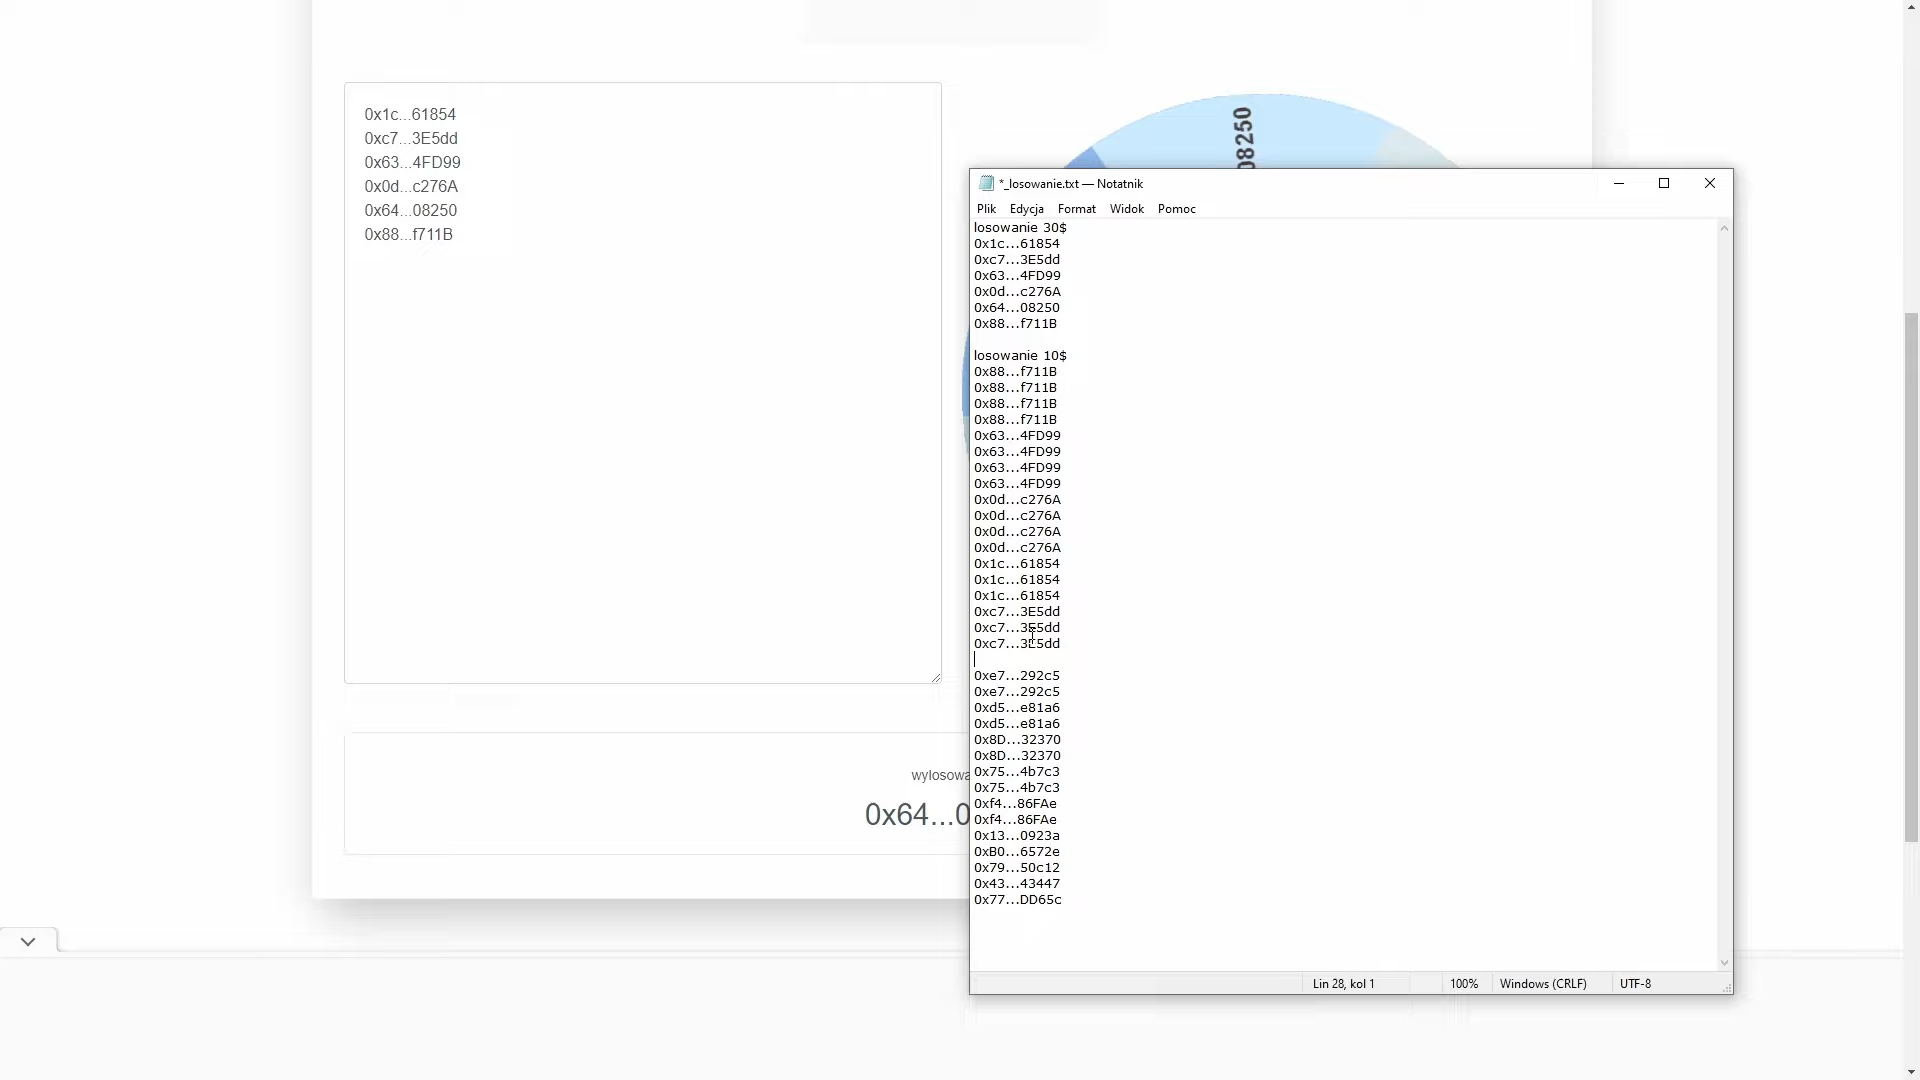 0x1c...61854
0xc7...3E5dd
0x63...4FD99
0x0d...c276A
0x64...08250
0x88...f711B
08250
*_losowanie.txt — Notatnik
Plik Edycja Format Widok Pomoc
losowanie 30$
0x1c...61854
0xc7...3E5dd
0x63...4FD99
0x0d...c276A
0x64...08250
0x88...f711B
losowanie 10$
0x88...f711B
0x88...f711B
0x88...f711B
0x88...f711B
0x63...4FD99
0x63...4FD99
0x63...4FD99
0x63...4FD99
0x0d...c276A
0x0d...c276A
0x0d...c276A
0x0d...c276A
0x1c...61854
0x1c...61854
0x1c...61854
0xc7...3E5dd
0xc7...3E5dd
0xc7...3E5dd
0xe7...292c5
0xe7...292c5
0xd5...e81a6
0xd5...e81a6
0x8D...32370
0x8D...32370
0x75...4b7c3
0x75...4b7c3
0xf4...86FAe
0xf4...86FAe
0x13...0923a
0xB0...6572e
0x79...50c12
0x43...43447
0x77...DD65c
wylosowa
0x64...0
Lin 28, kol 1 100% Windows (CRLF) UTF-8